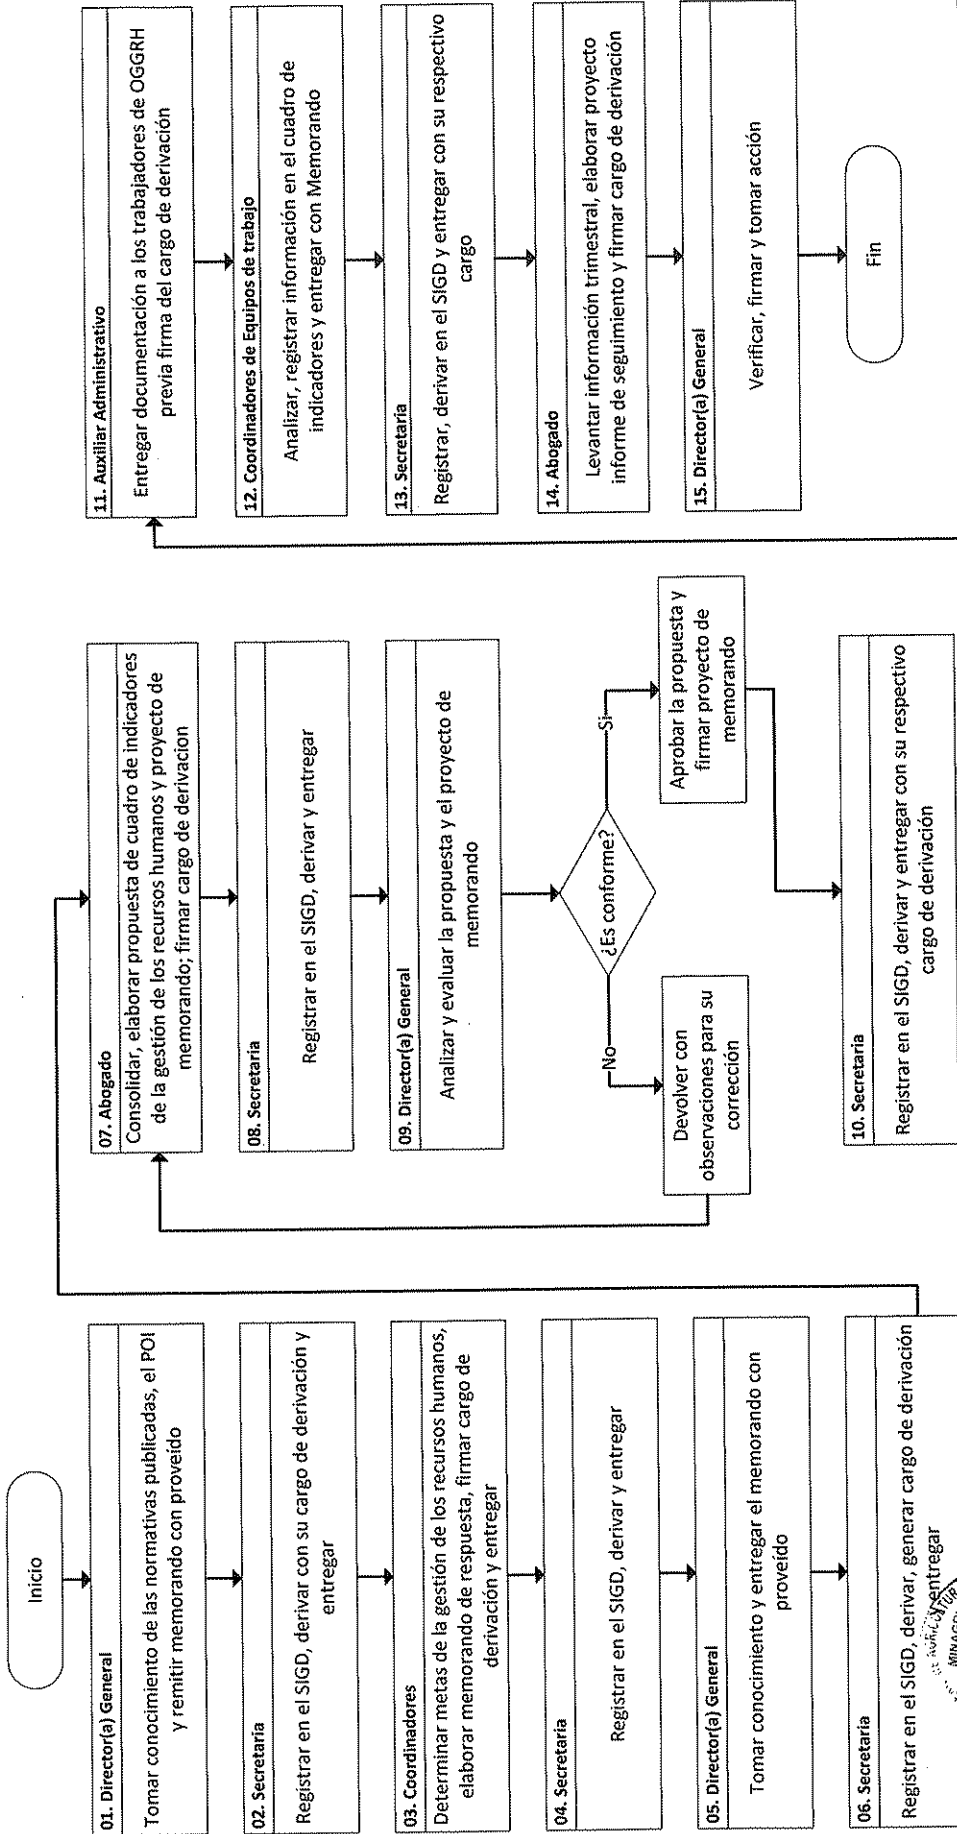 Inicio
01. Director(a) General
Tomar conocimiento de las normativas publicadas, el POI
y remitir memorando con proveído
02. Secretaria
Registrar en el SIGD, derivar con su cargo de derivación y
entregar
03. Coordinadores
Determinar metas de la gestión de los recursos humanos,
elaborar memorando de respuesta, firmar cargo de
derivación y entregar
04. Secretaria
Registrar en el SIGD, derivar y entregar
05. Director(a) General
Tomar conocimiento y entregar el memorando con
proveído
06. Secretaria
Registrar en el SIGD, derivar, generar cargo de derivación
y entregar
MINAGRI
07. Abogado
Consolidar, elaborar propuesta de cuadro de indicadores
de la gestión de los recursos humanos y proyecto de
memorando; firmar cargo de derivacion
08. Secretaria
Registrar en el SIGD, derivar y entregar
09. Director(a) General
Analizar y evaluar la propuesta y el proyecto de
memorando
¿Es conforme?
No
Si
Devolver con
observaciones para su
corrección
Aprobar la propuesta y
firmar proyecto de
memorando
10. Secretaria
Registrar en el SIGD, derivar y entregar con su respectivo
cargo de derivación
11. Auxiliar Administrativo
Entregar documentación a los trabajadores de OGGRH
previa firma del cargo de derivación
12. Coordinadores de Equipos de trabajo
Analizar, registrar información en el cuadro de
indicadores y entregar con Memorando
13. Secretaria
Registrar, derivar en el SIGD y entregar con su respectivo
cargo
14. Abogado
Levantar información trimestral, elaborar proyecto
informe de seguimiento y firmar cargo de derivación
15. Director(a) General
Verificar, firmar y tomar acción
Fin